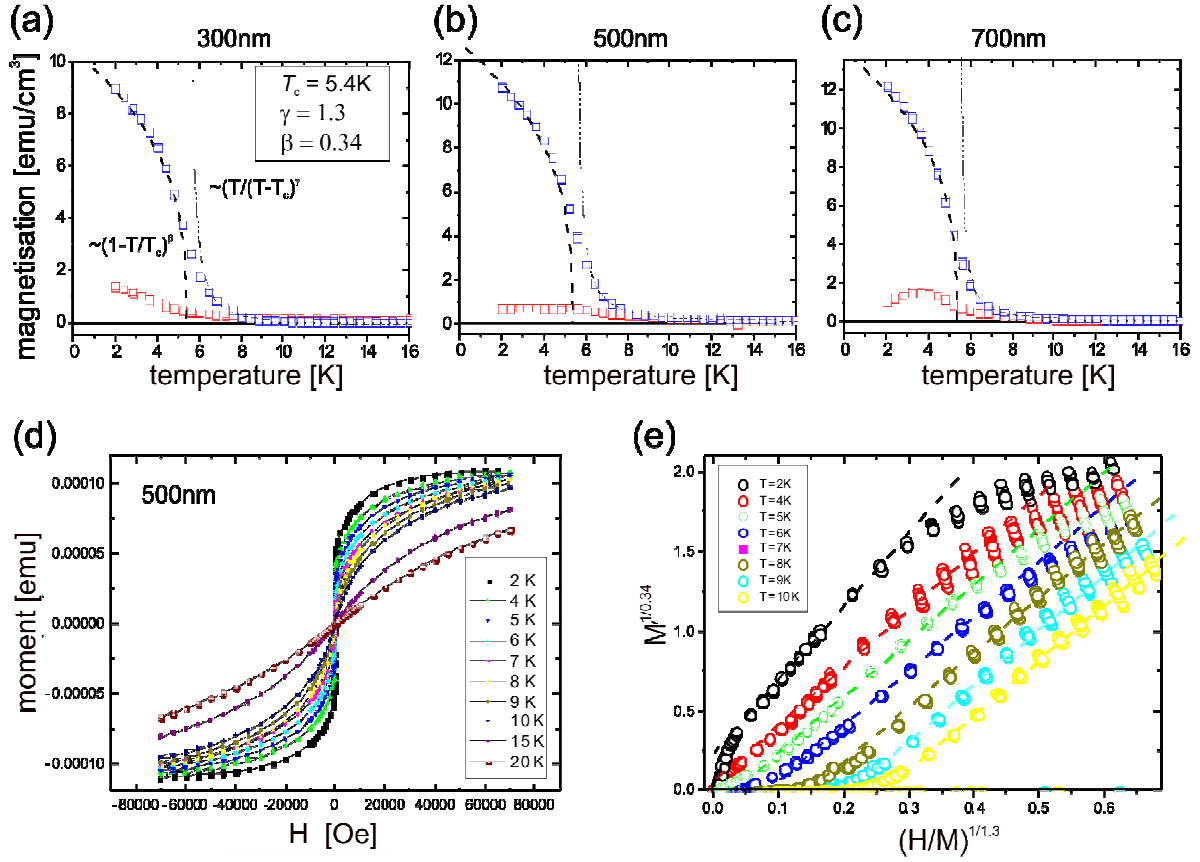 (a) 300nm
(b) 500nm
(c) 700nm
magnetisation [emu/cm³]
10
8
6
4
2
0
T_c = 5.4K
γ = 1.3
β = 0.34
~(T/(T-T_c)^γ
~(1-T/T_c)^β
0 2 4 6 8 10 12 14 16
temperature [K]
12
10
8
6
4
2
0
0 2 4 6 8 10 12 14 16
temperature [K]
12
10
8
6
4
2
0
0 2 4 6 8 10 12 14 16
temperature [K]
(d)
500nm
moment [emu]
0.00010
0.00005
0.00000
-0.00005
-0.00010
2 K
4 K
5 K
6 K
7 K
8 K
9 K
10 K
15 K
20 K
-80000 -60000 -40000 -20000 0 20000 40000 60000 80000
H [Oe]
(e)
M^1/0.34
2.0
1.5
1.0
0.5
0.0
T=2K
T=4K
T=5K
T=6K
T=7K
T=8K
T=9K
T=10K
0.0 0.1 0.2 0.3 0.4 0.5 0.6
(H/M)^1/1.3